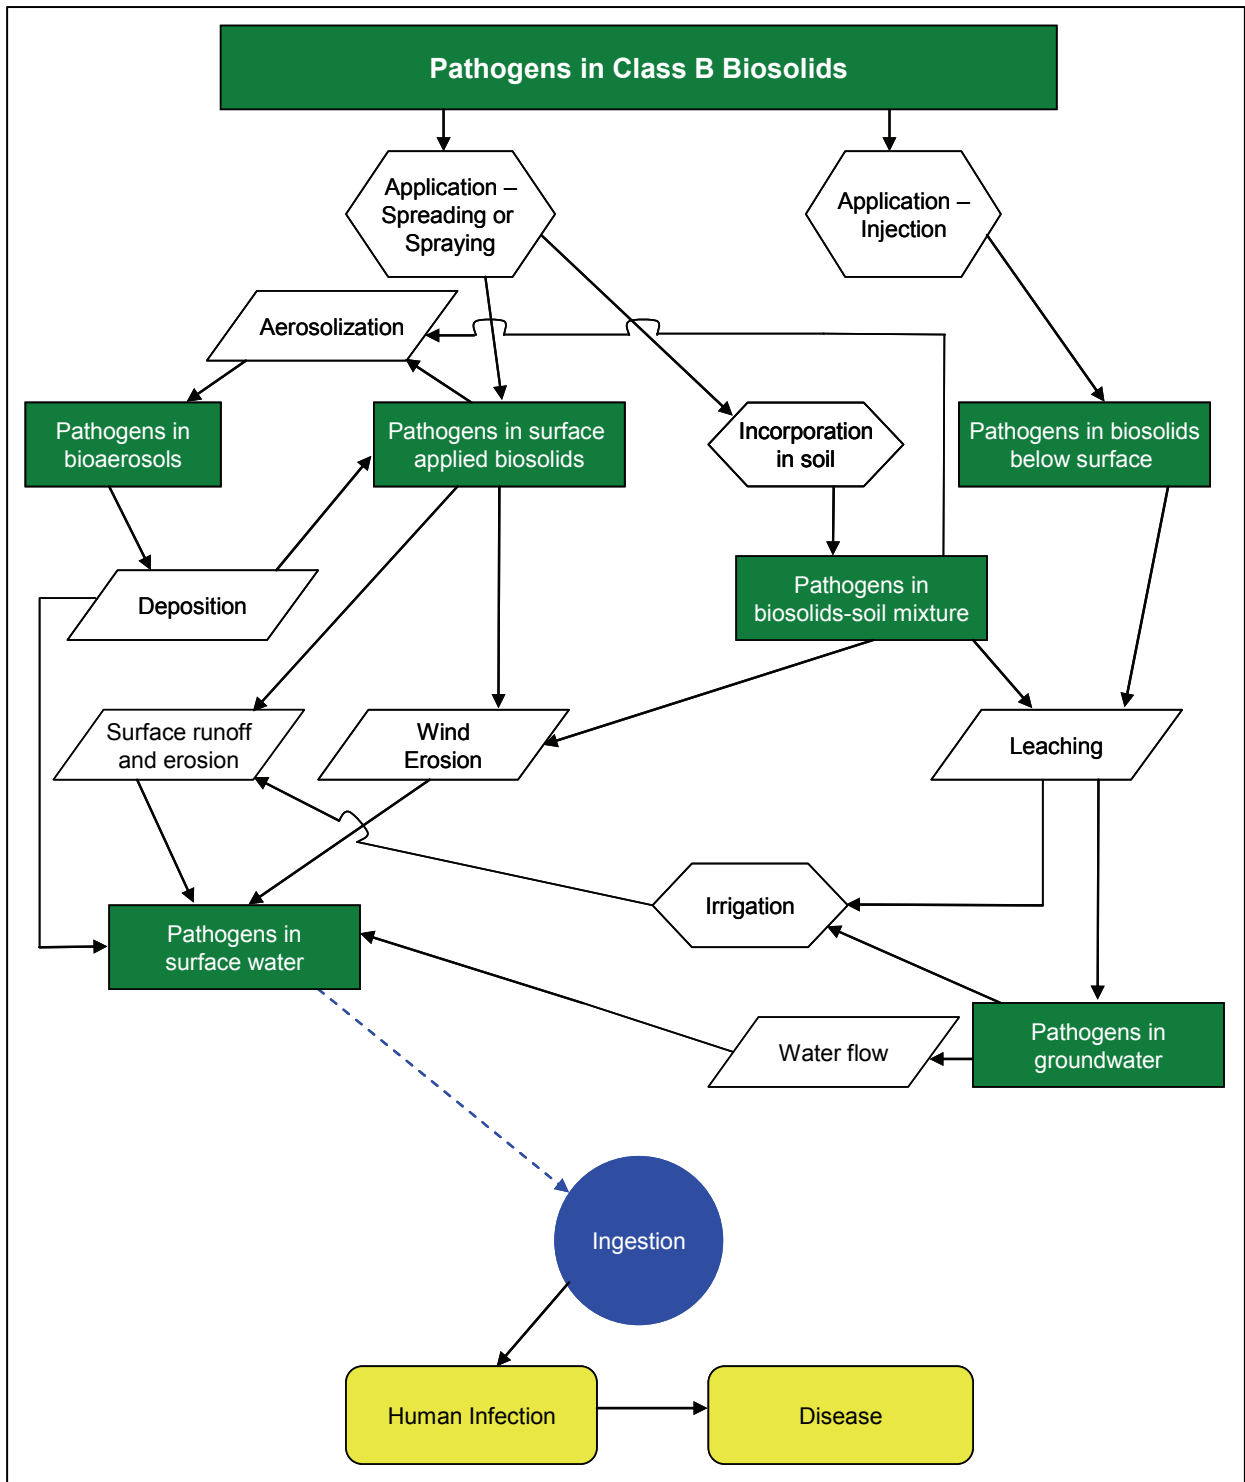 Pathogens in Class B Biosolids
Application –
Spreading or
Spraying
Application –
Injection
Aerosolization
Pathogens in
bioaerosols
Pathogens in surface
applied biosolids
Incorporation
in soil
Pathogens in biosolids
below surface
Deposition
Pathogens in
biosolids-soil mixture
Surface runoff
and erosion
Wind
Erosion
Leaching
Irrigation
Pathogens in
surface water
Water flow
Pathogens in
groundwater
Ingestion
Human Infection
Disease